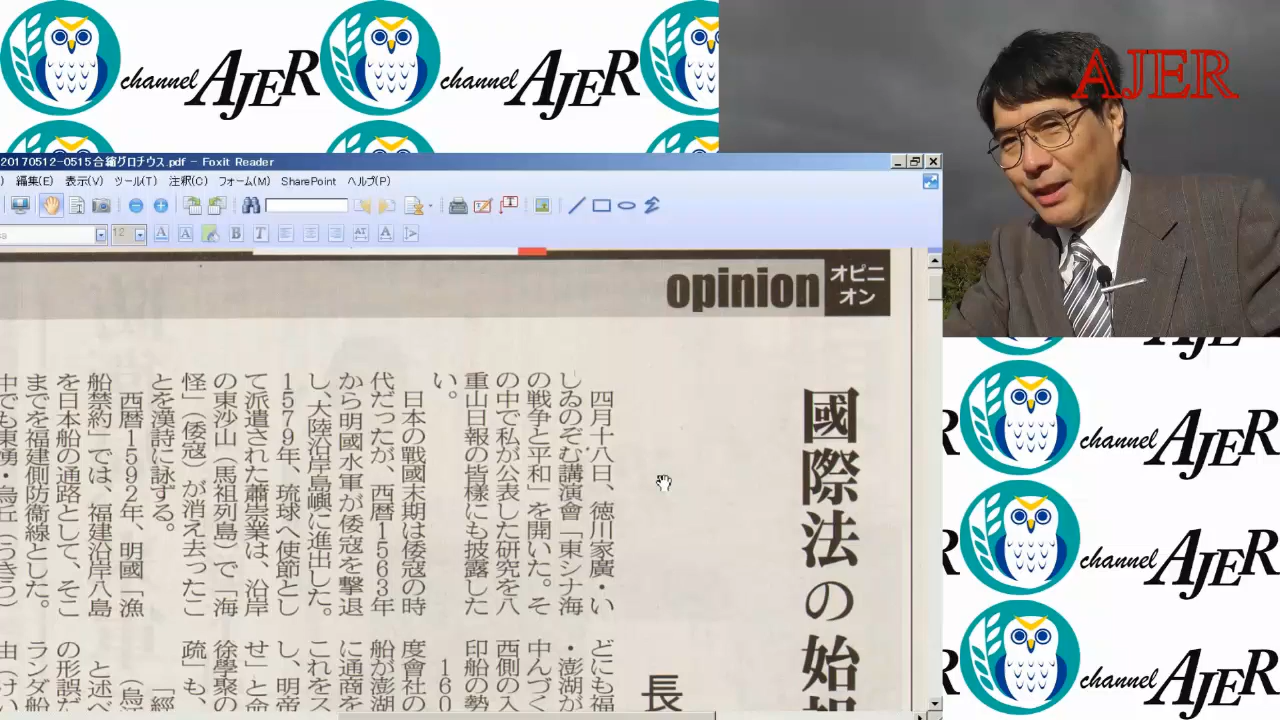 channel AJER
channel AJER
AJER
20170512-0515合縮グロチウス.pdf - Foxit Reader
) 編集(E) 表示(V) ツール(T) 注釈(C) フォーム(M) SharePoint ヘルプ(P)
12
opinion
オピニ
オン
國際法の始祖
長
四月十八日、徳川家廣・い
しゐのぞむ講演會「東シナ海
の戦争と平和」を開いた。そ
の中で私が公表した研究を八
重山日報の皆様にも披露した
い。
日本の戰國末期は倭寇の時
代だったが、西暦1563年
から明國水軍が倭寇を撃退
し、大陸沿岸島嶼に進出した。
1579年、琉球へ使節とし
て派遣された蕭崇業は、沿岸
の東沙山(馬祖列島)で「海
怪」(倭寇)が消え去ったこ
とを漢詩に詠ずる。
西暦1592年、明國「漁
船禁約」では、福建沿岸八島
を日本船の通路として、そこ
までを福建側防衛線とした。
中でも東湧・烏丘(うきう)
どにも福
・澎湖が
中んづく
西側の入
印船の勢
160
度會社の
船が澎湖
に通商を
これをス
し、明帝
せ」と命
徐學聚の
疏」も、
「經
(烏
と述べ
の形誤だ
ランダ船
由(けい
channel AJER
channel AJER
channel AJER